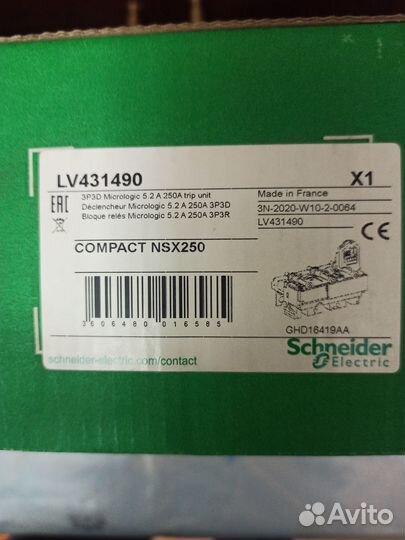 LV431490
X1
EAC
3P3D Micrologic 5.2 A 250A trip unit
Déclencheur Micrologic 5.2 A 250A 3P3D
Bloque relés Micrologic 5.2 A 250A 3P3R
Made in France
3N-2020-W10-2-0064
LV431490
CE
COMPACT NSX250
3606480016585
GHD16419AA
Schneider
Electric
schneider-electric.com/contact
Avito